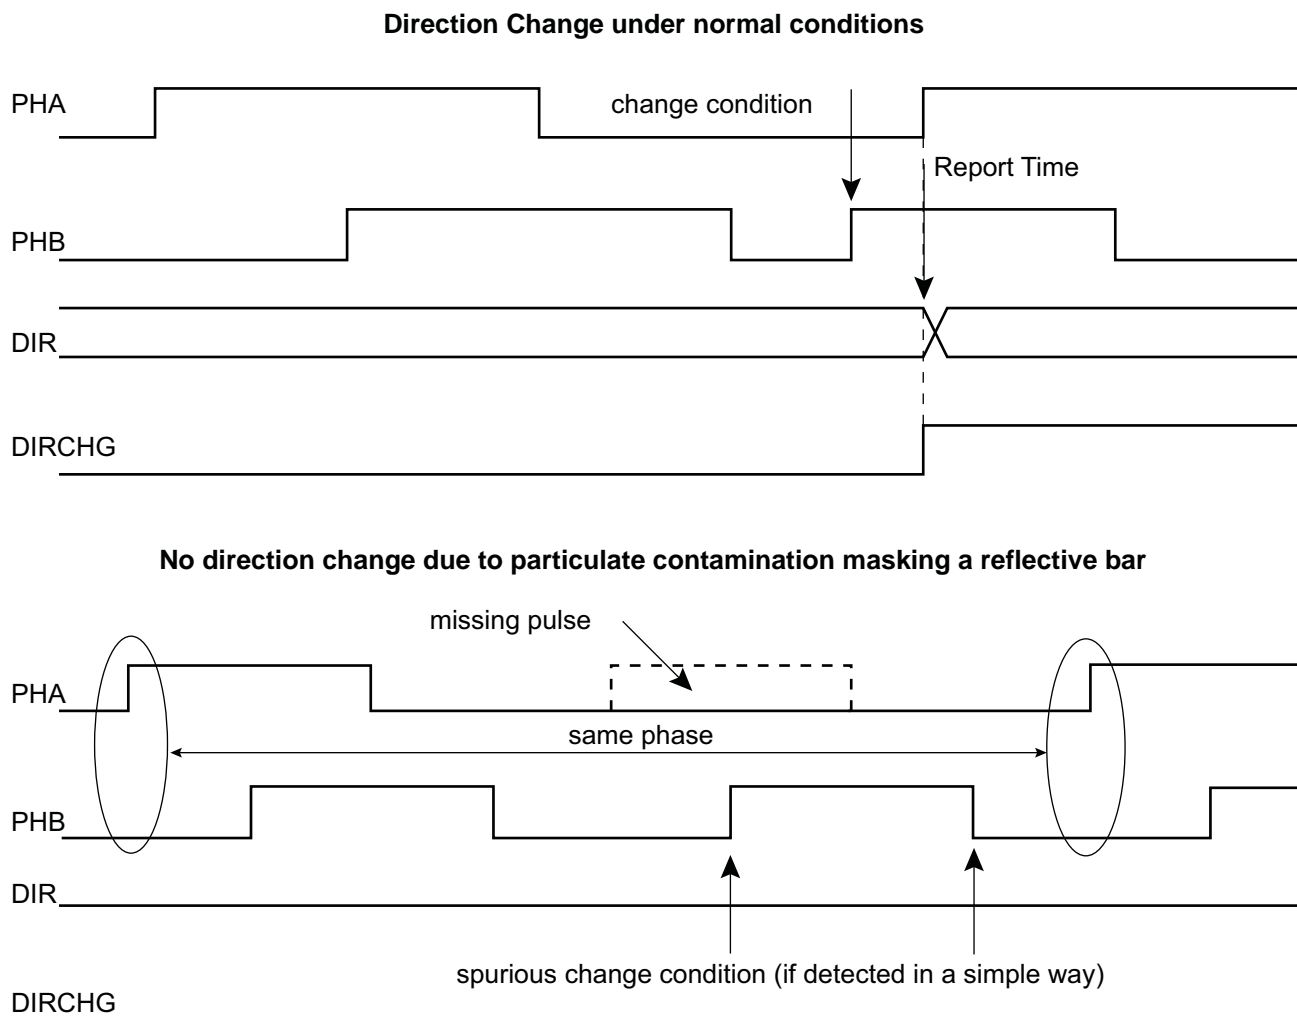 Direction Change under normal conditions
PHA
change condition
Report Time
PHB
DIR
DIRCHG
No direction change due to particulate contamination masking a reflective bar
missing pulse
PHA
same phase
PHB
DIR
spurious change condition (if detected in a simple way)
DIRCHG